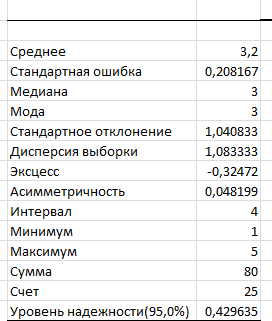 Среднее 3,2
Стандартная ошибка 0,208167
Медиана 3
Мода 3
Стандартное отклонение 1,040833
Дисперсия выборки 1,083333
Эксцесс -0,32472
Асимметричность 0,048199
Интервал 4
Минимум 1
Максимум 5
Сумма 80
Счет 25
Уровень надежности(95,0%) 0,429635